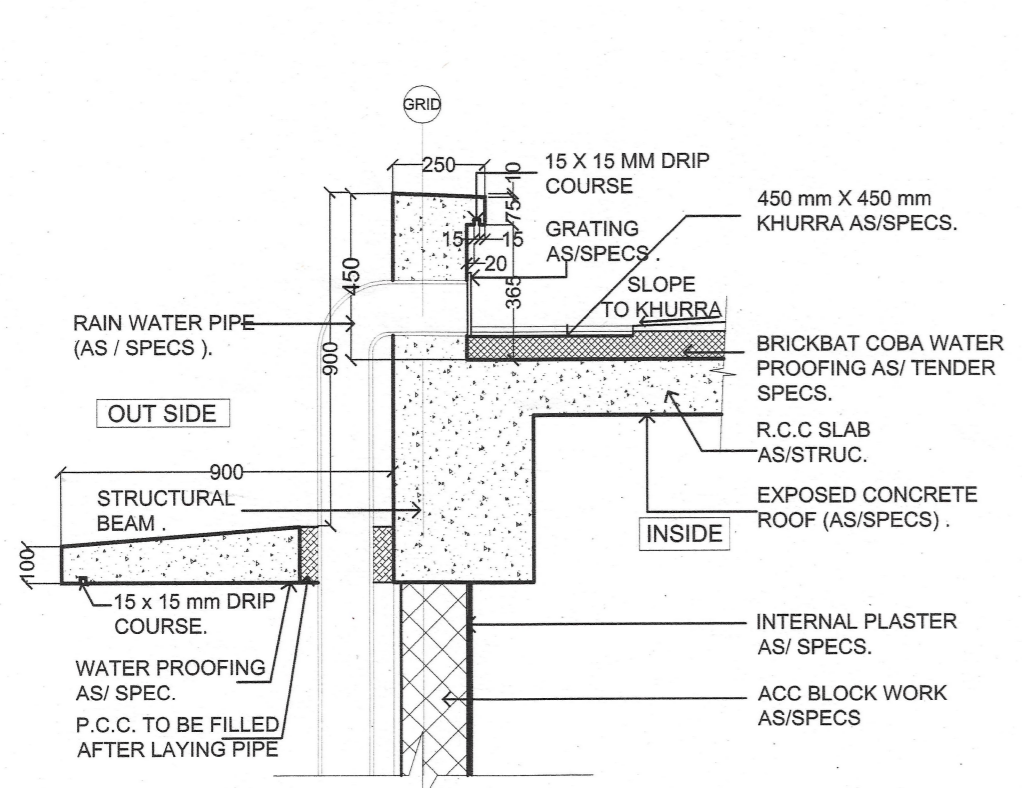 GRID
250
10
15 X 15 MM DRIP
COURSE
75
450 mm X 450 mm
KHURRA AS/SPECS.
GRATING
AS/SPECS .
15
15
20
450
365
SLOPE
TO KHURRA
RAIN WATER PIPE
(AS / SPECS ).
900
BRICKBAT COBA WATER
PROOFING AS/ TENDER
SPECS.
OUT SIDE
R.C.C SLAB
AS/STRUC.
900
STRUCTURAL
BEAM .
EXPOSED CONCRETE
ROOF (AS/SPECS) .
INSIDE
100
15 x 15 mm DRIP
COURSE.
INTERNAL PLASTER
AS/ SPECS.
WATER PROOFING
AS/ SPEC.
ACC BLOCK WORK
AS/SPECS
P.C.C. TO BE FILLED
AFTER LAYING PIPE